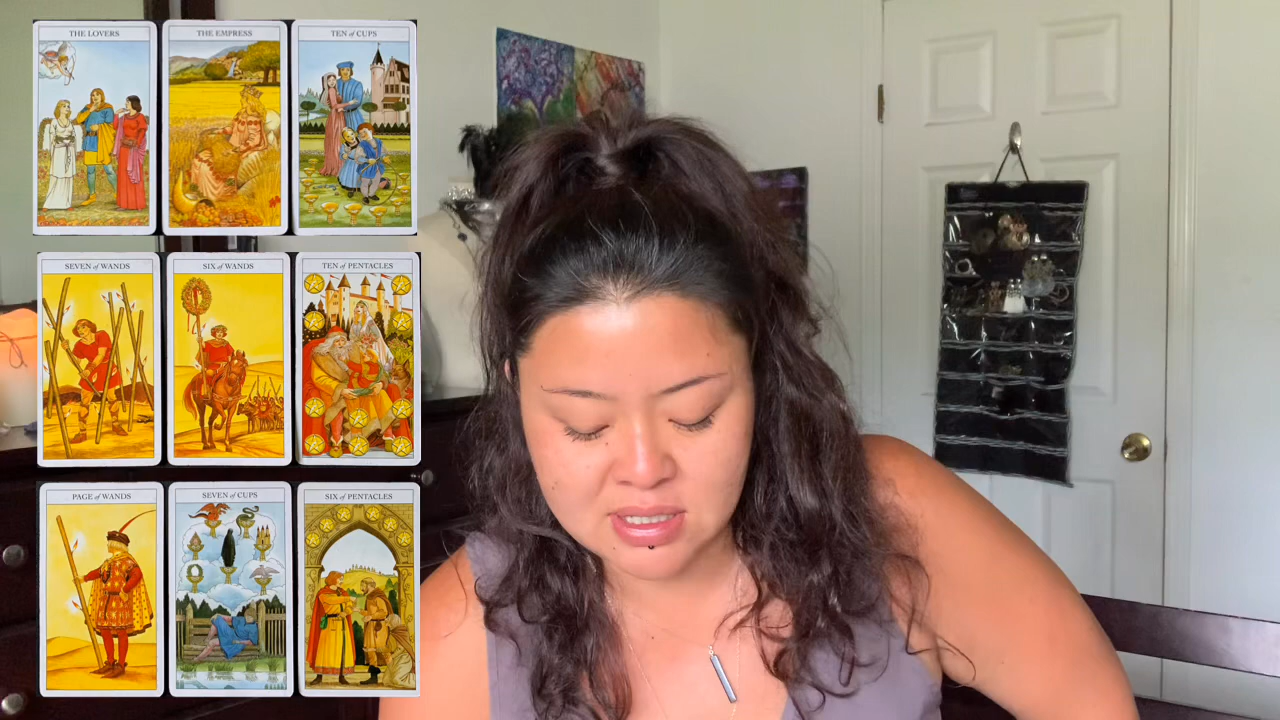 THE LOVERS
THE EMPRESS
TEN of CUPS
SEVEN of WANDS
SIX of WANDS
TEN of PENTACLES
PAGE of WANDS
SEVEN of CUPS
SIX of PENTACLES